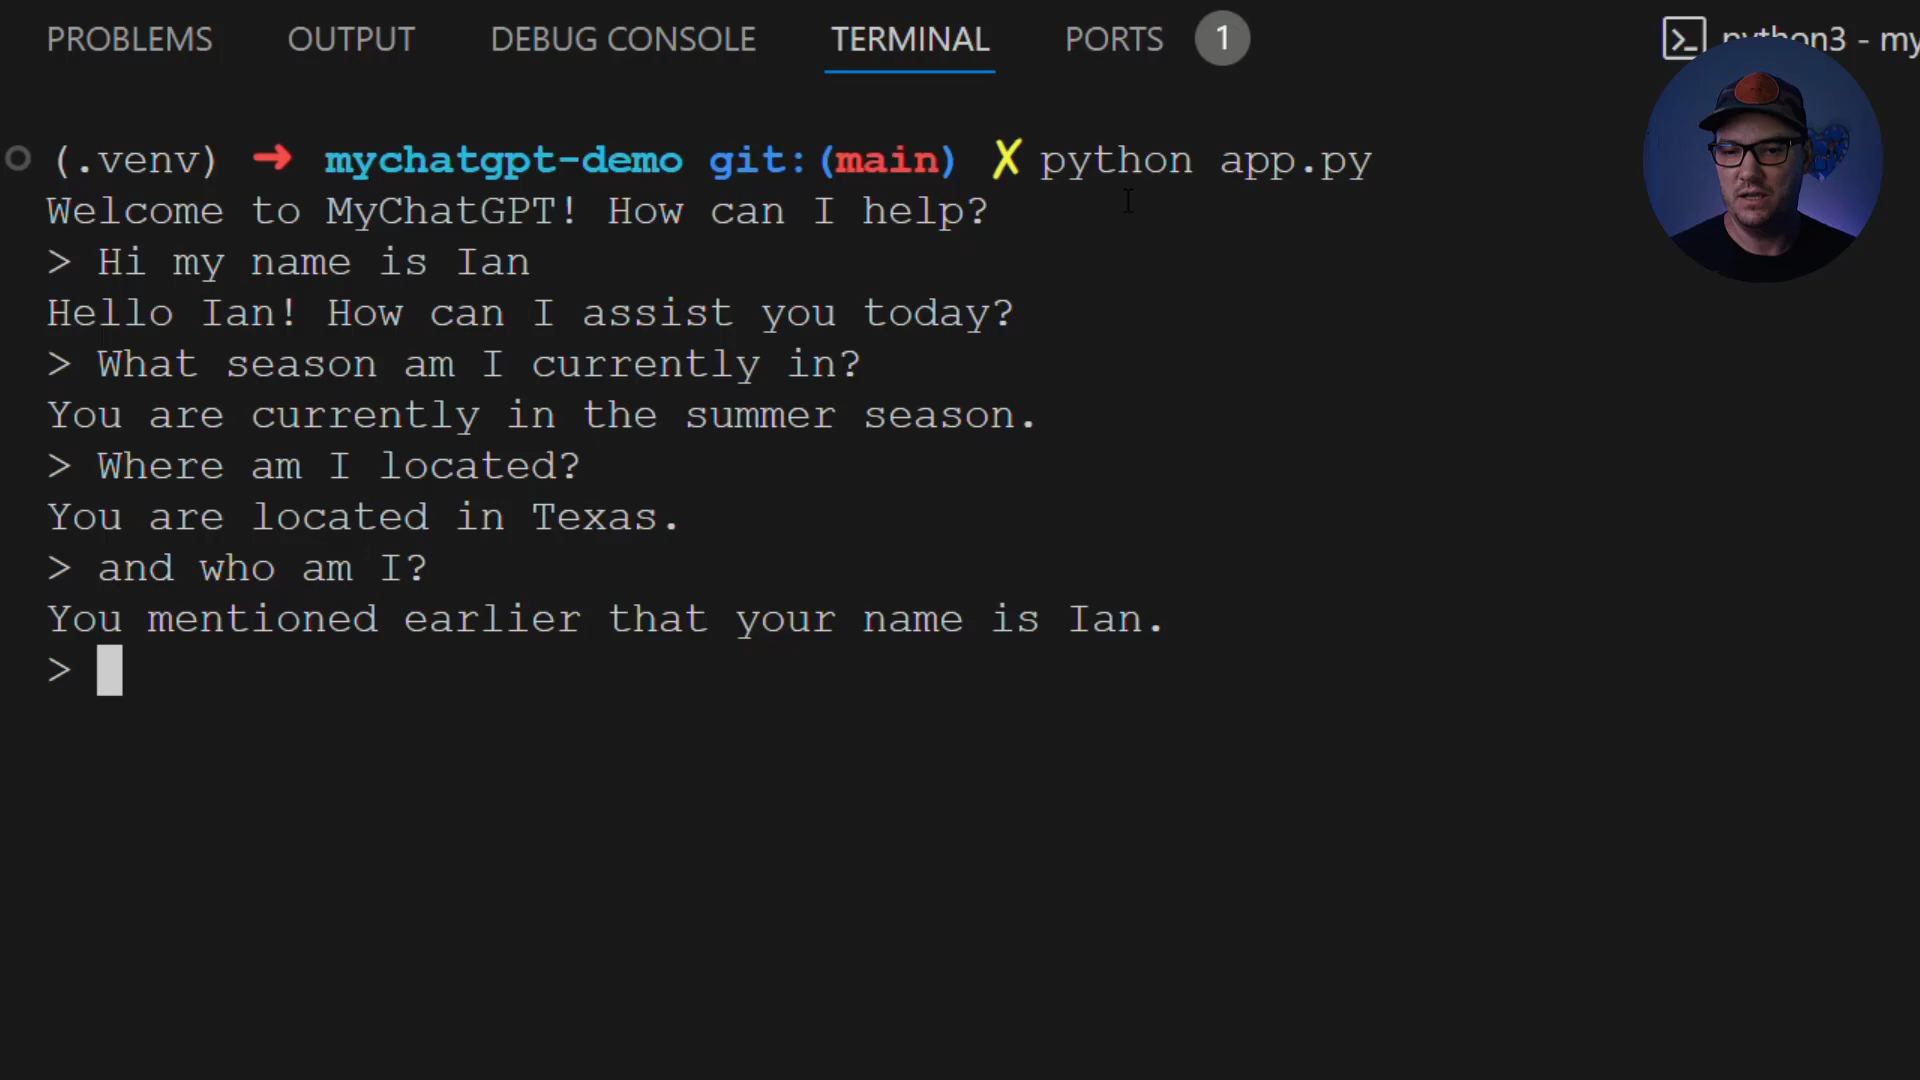 PROBLEMS OUTPUT DEBUG CONSOLE TERMINAL PORTS 1 python3 - my
(.venv) ➜ mychatgpt-demo git:(main) ✗ python app.py
Welcome to MyChatGPT! How can I help?
> Hi my name is Ian
Hello Ian! How can I assist you today?
> What season am I currently in?
You are currently in the summer season.
> Where am I located?
You are located in Texas.
> and who am I?
You mentioned earlier that your name is Ian.
>